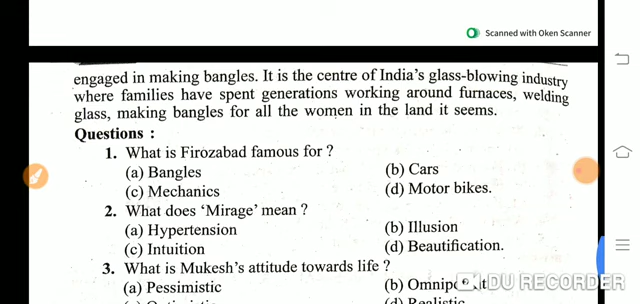 Scanned with Oken Scanner
engaged in making bangles. It is the centre of India's glass-blowing industry
where families have spent generations working around furnaces, welding
glass, making bangles for all the women in the land it seems.
Questions :
1. What is Firozabad famous for ?
(a) Bangles (b) Cars
(c) Mechanics (d) Motor bikes.
2. What does 'Mirage' mean ?
(a) Hypertension (b) Illusion
(c) Intuition (d) Beautification.
3. What is Mukesh's attitude towards life ?
(a) Pessimistic
DU RECORDER
(d) Realistic